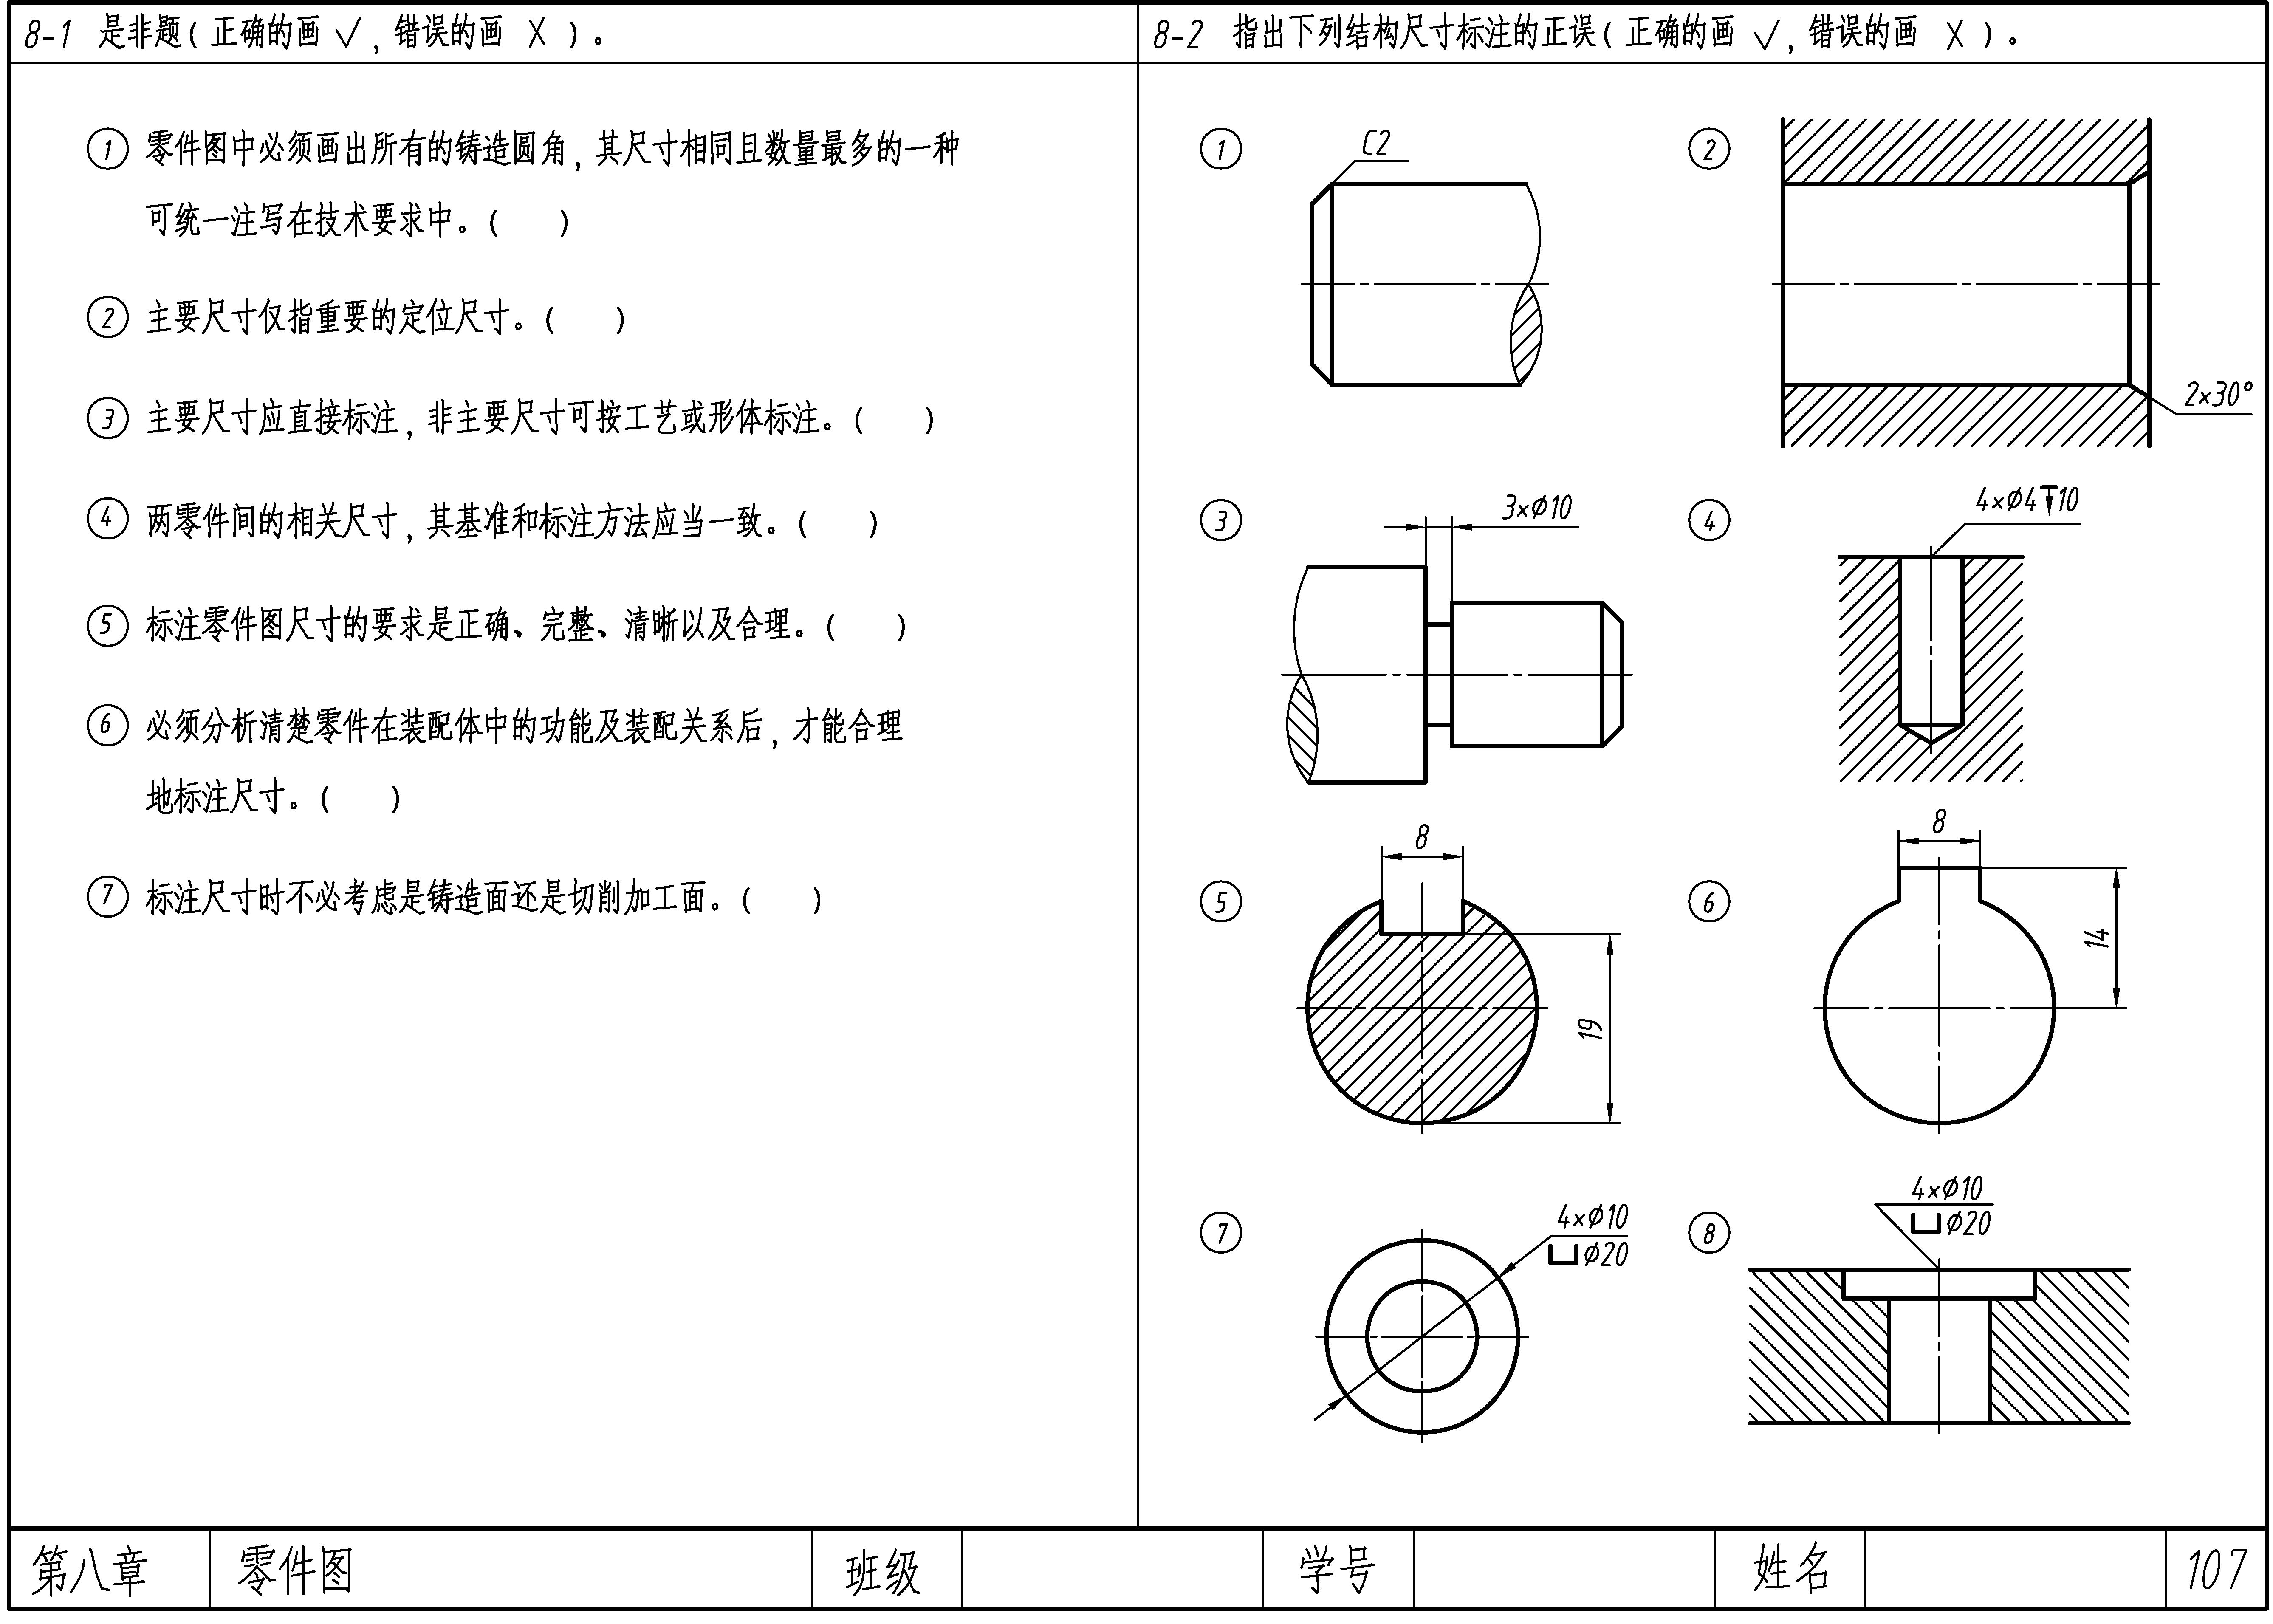 8-1 是非题(正确的画 √,错误的画 X)。
① 零件图中必须画出所有的铸造圆角,其尺寸相同且数量最多的一种
可统一注写在技术要求中。( )
② 主要尺寸仅指重要的定位尺寸。( )
③ 主要尺寸应直接标注,非主要尺寸可按工艺或形体标注。( )
④ 两零件间的相关尺寸,其基准和标注方法应当一致。( )
⑤ 标注零件图尺寸的要求是正确、完整、清晰以及合理。( )
⑥ 必须分析清楚零件在装配体中的功能及装配关系后,才能合理
地标注尺寸。( )
⑦ 标注尺寸时不必考虑是铸造面还是切削加工面。( )
8-2 指出下列结构尺寸标注的正误(正确的画 √,错误的画 X)。
①
C2
②
2×30°
③
3×φ10
④
4×φ4↧10
⑤
8
19
⑥
8
14
⑦
4×φ10
⌴φ20
⑧
4×φ10
⌴φ20
第八章 零件图 班级 学号 姓名 107